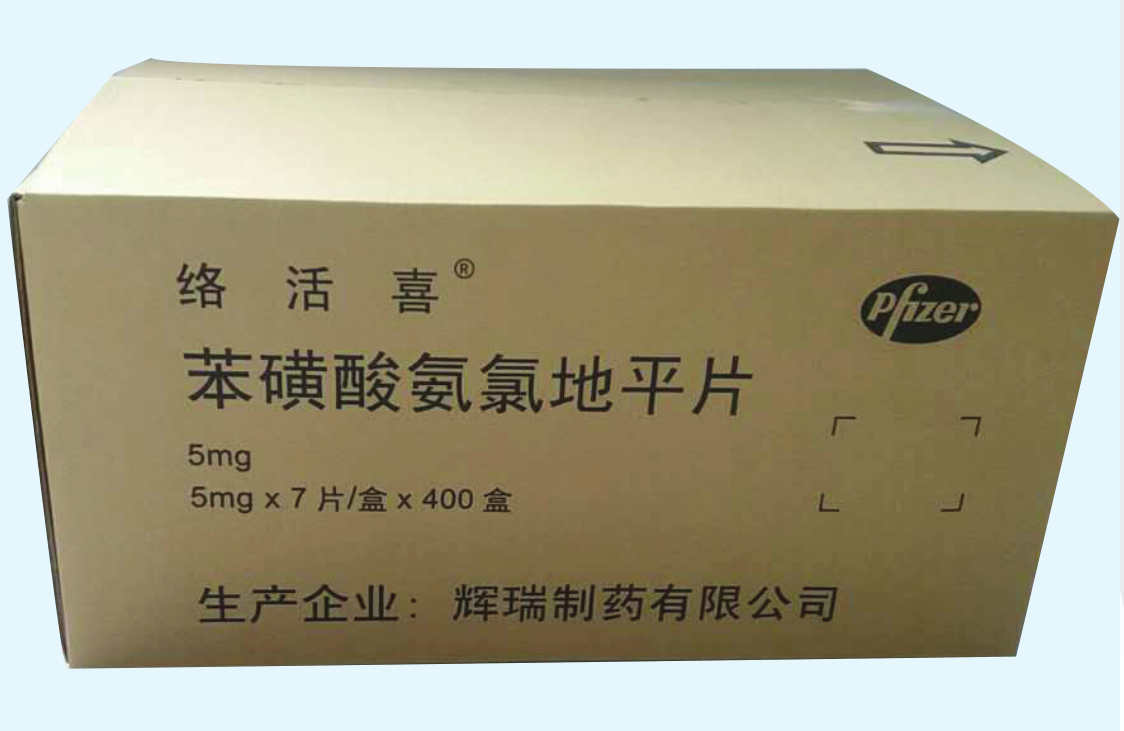 络活喜®
Pfizer
苯磺酸氨氯地平片
5mg
5mg x 7 片/盒 x 400 盒
生产企业：辉瑞制药有限公司